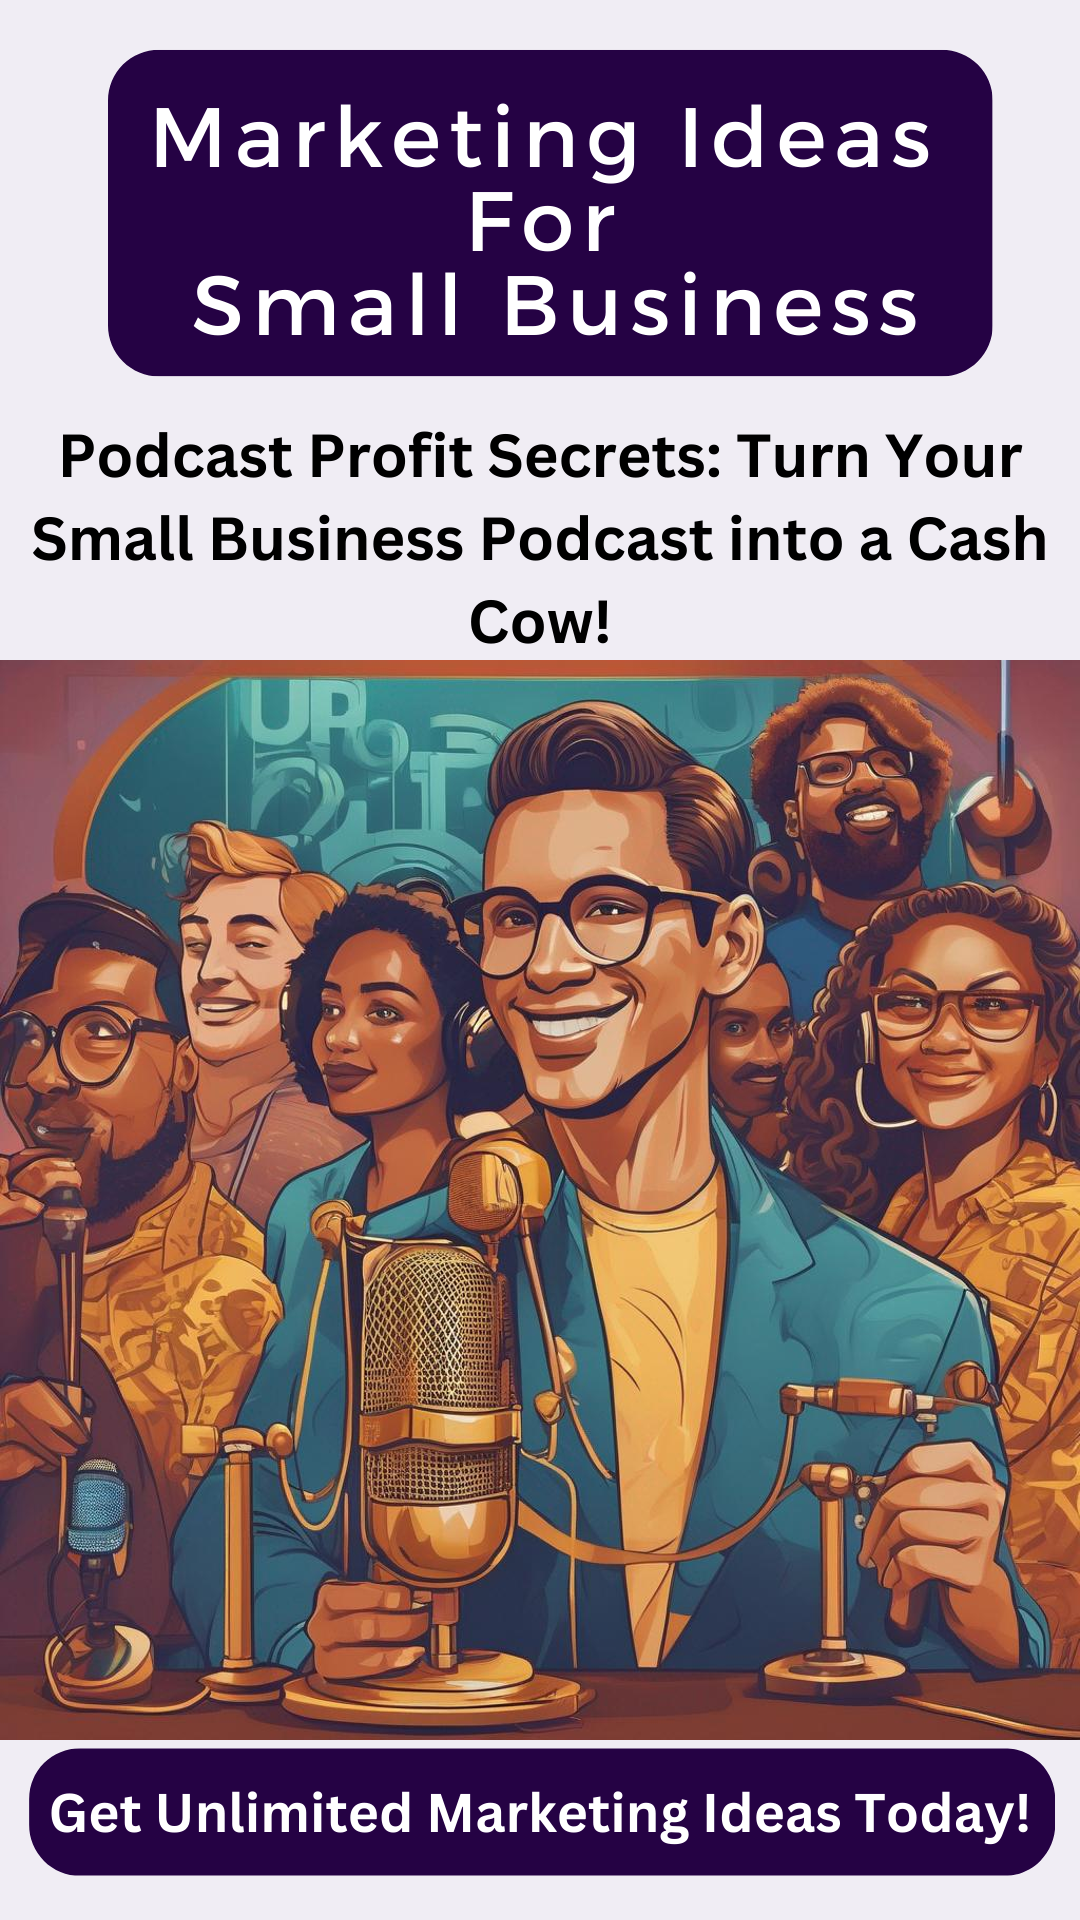 Marketing Ideas
For
Small Business
Podcast Profit Secrets: Turn Your
Small Business Podcast into a Cash
Cow!
UP
Get Unlimited Marketing Ideas Today!